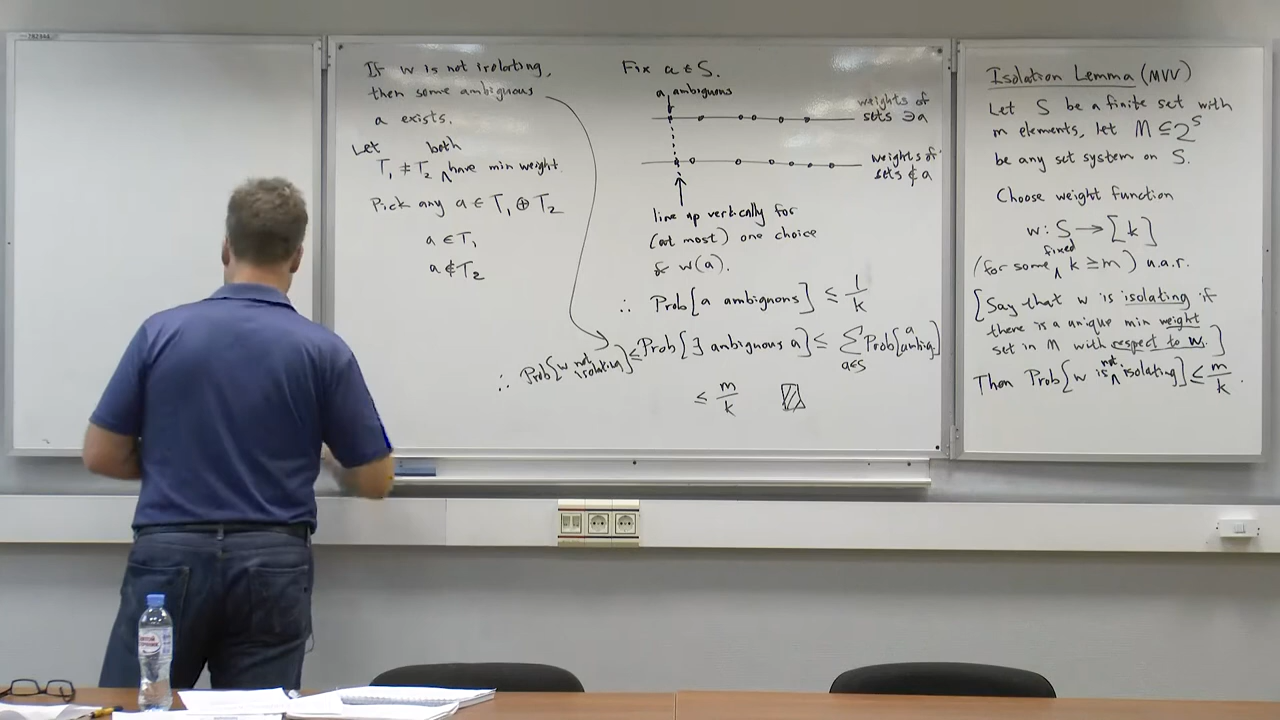 If w is not isolating,
then some ambiguous
a exists.
Let both
T₁ ≠ T₂ ∧ have min weight.
Pick any a ∈ T₁ ⊕ T₂
a ∈ T₁
a ∉ T₂
Fix a ∈ S.
a ambiguous
weights of
sets ∋ a
weights of
sets ∌ a
line up vertically for
(at most) one choice
of w(a).
∴ Prob[a ambiguous] ≤ 1/k
∴ Prob[w not isolating] ≤ Prob[∃ ambiguous a] ≤ ∑_{a∈S} Prob[a ambig.]
≤ m/k
Isolation Lemma (MVV)
Let S be a finite set with
m elements, let M ⊆ 2^S
be any set system on S.
Choose weight function
w: S → [k]
(for some ∧ fixed k ≥ m) u.a.r.
[Say that w is isolating if
there is a unique min weight
set in M with respect to w.]
Then Prob[w is ∧ not isolating] ≤ m/k.